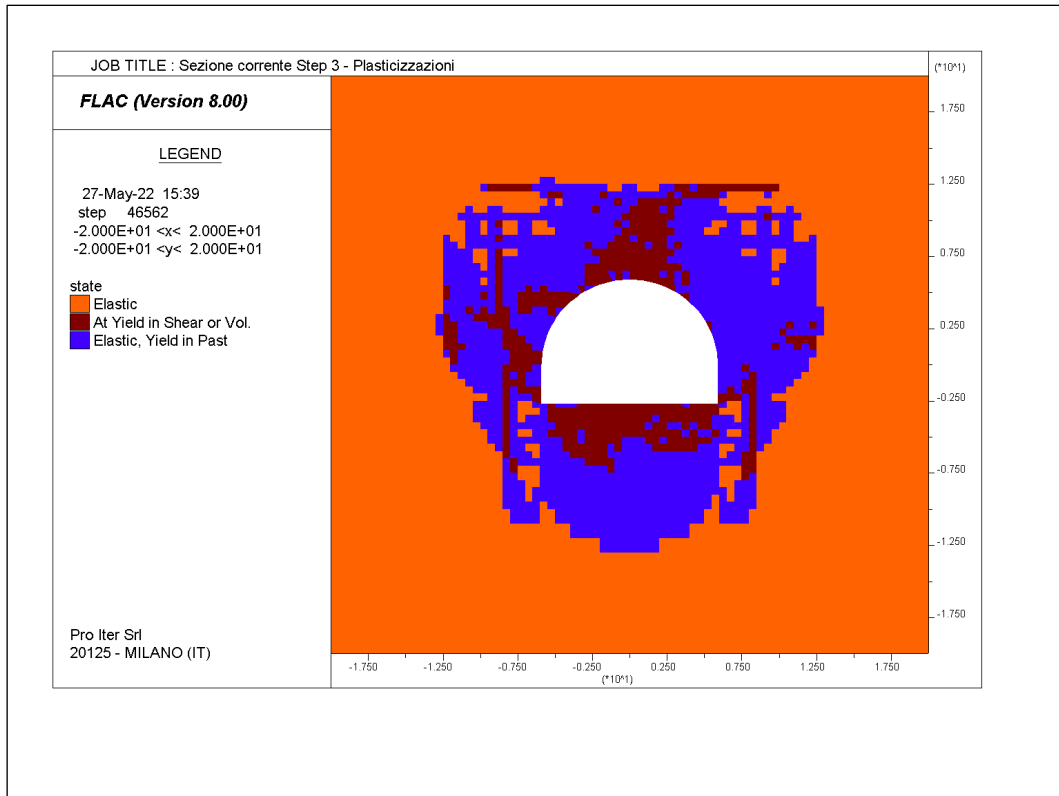 JOB TITLE : Sezione corrente Step 3 - Plasticizzazioni
(*10^1)
FLAC (Version 8.00)
LEGEND
27-May-22 15:39
step 46562
-2.000E+01 <x< 2.000E+01
-2.000E+01 <y< 2.000E+01
state
Elastic
At Yield in Shear or Vol.
Elastic, Yield in Past
Pro Iter Srl
20125 - MILANO (IT)
1.750
1.250
0.750
0.250
-0.250
-0.750
-1.250
-1.750
-1.750 -1.250 -0.750 -0.250 0.250 0.750 1.250 1.750
(*10^1)